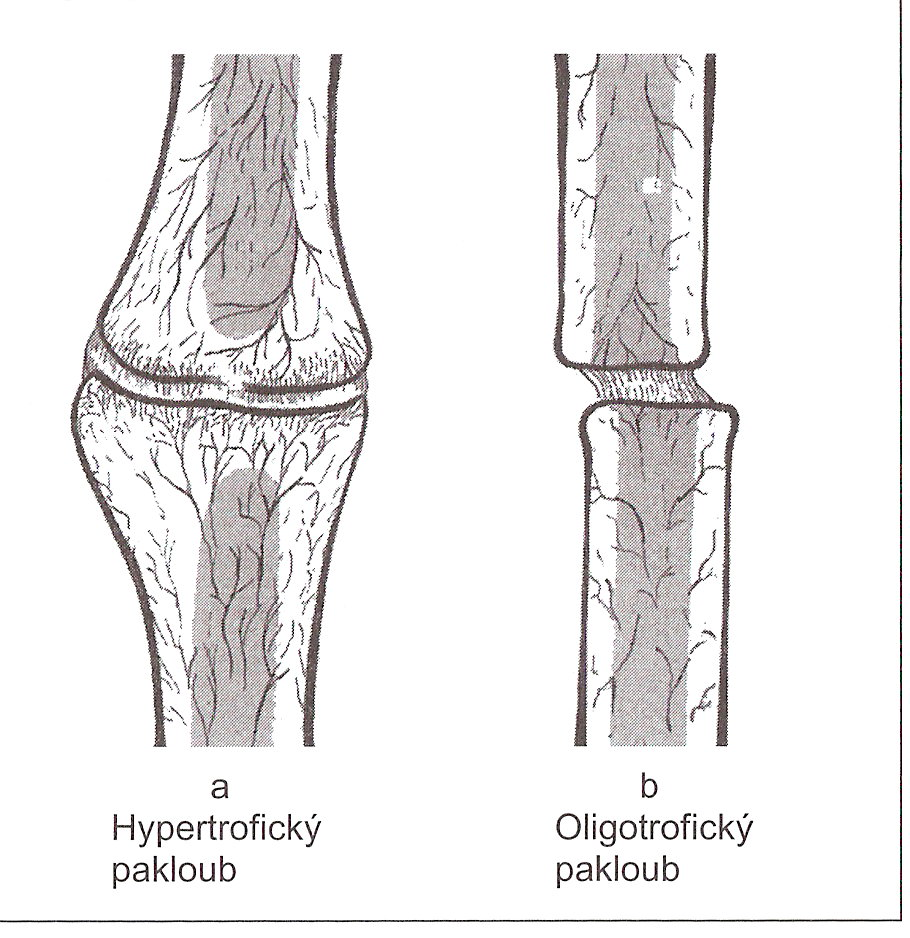 a
Hypertrofický
pakloub
b
Oligotrofický
pakloub